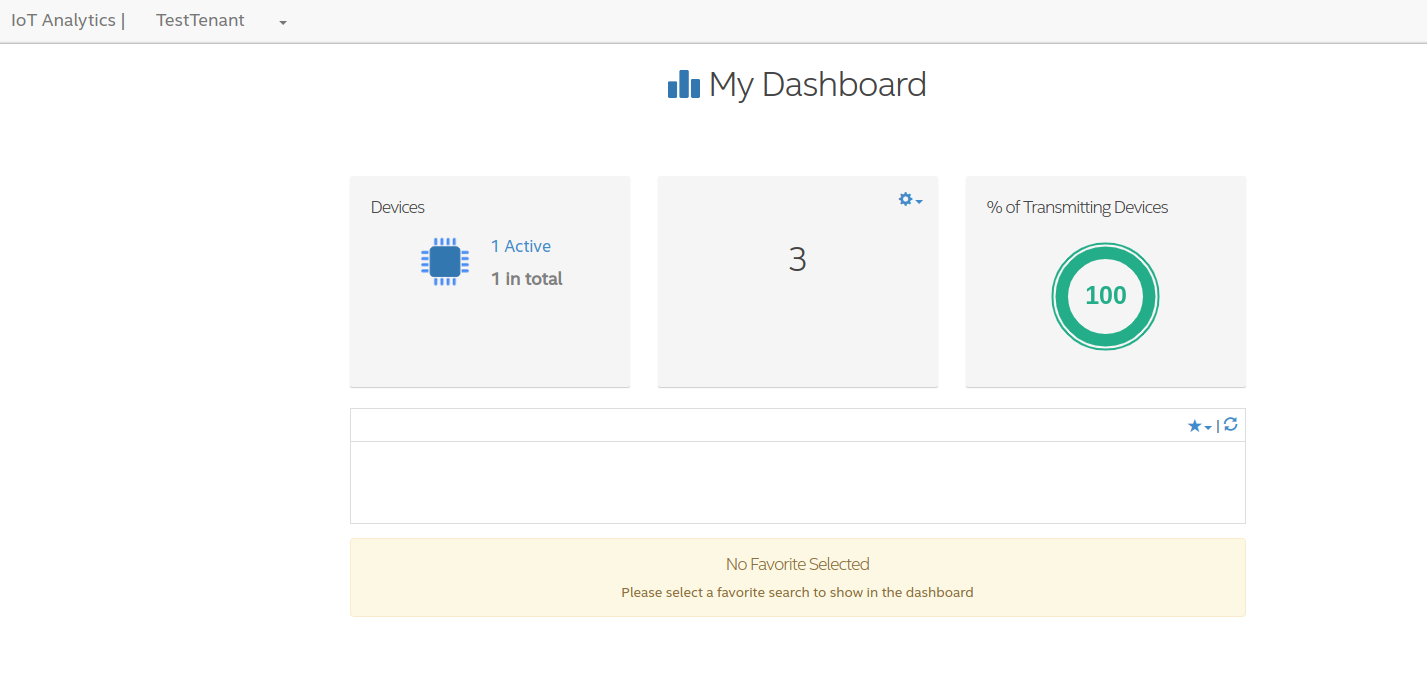 IoT Analytics | TestTenant
My Dashboard
Devices
1 Active
1 in total
3
% of Transmitting Devices
100
|
No Favorite Selected
Please select a favorite search to show in the dashboard